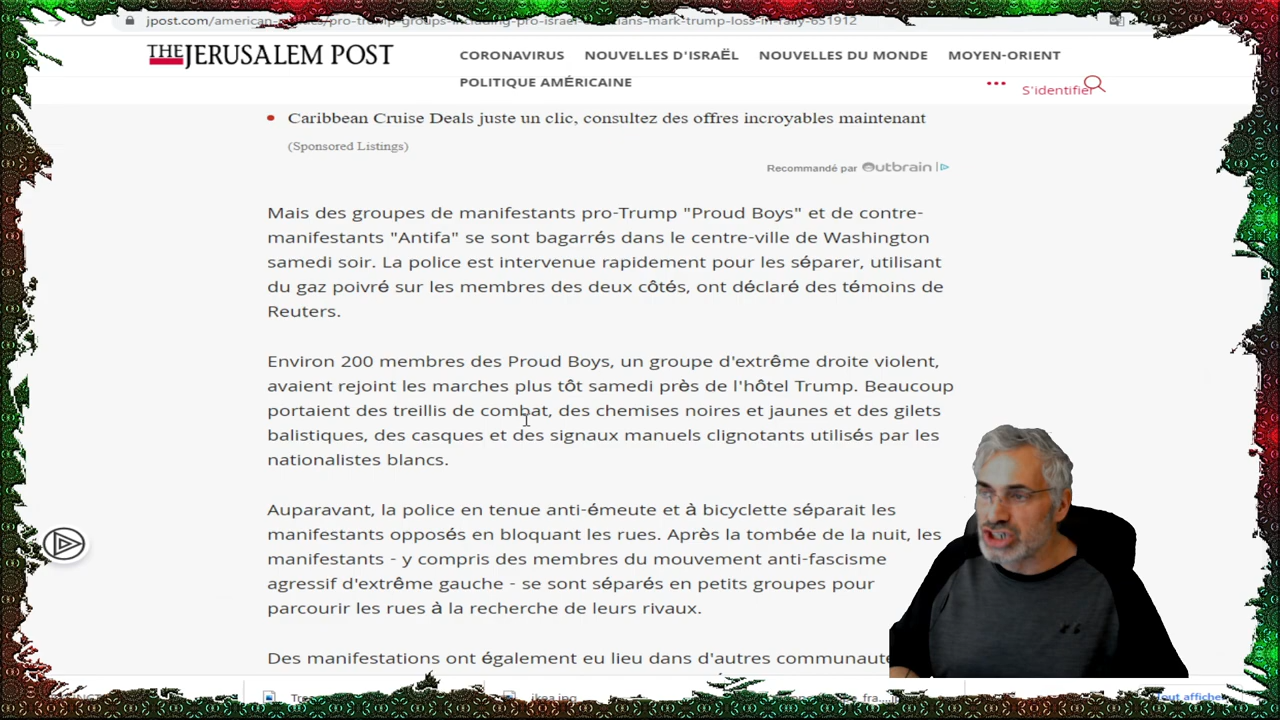 jpost.com/american-politics/pro-trump-groups-including-pro-israel-christians-mark-trump-loss-in-rally-651912
THE JERUSALEM POST
CORONAVIRUS NOUVELLES D'ISRAËL NOUVELLES DU MONDE MOYEN-ORIENT
POLITIQUE AMÉRICAINE
S'identifier
Caribbean Cruise Deals juste un clic, consultez des offres incroyables maintenant
(Sponsored Listings)
Recommandé par Outbrain
Mais des groupes de manifestants pro-Trump "Proud Boys" et de contre-
manifestants "Antifa" se sont bagarrés dans le centre-ville de Washington
samedi soir. La police est intervenue rapidement pour les séparer, utilisant
du gaz poivré sur les membres des deux côtés, ont déclaré des témoins de
Reuters.
Environ 200 membres des Proud Boys, un groupe d'extrême droite violent,
avaient rejoint les marches plus tôt samedi près de l'hôtel Trump. Beaucoup
portaient des treillis de combat, des chemises noires et jaunes et des gilets
balistiques, des casques et des signaux manuels clignotants utilisés par les
nationalistes blancs.
Auparavant, la police en tenue anti-émeute et à bicyclette séparait les
manifestants opposés en bloquant les rues. Après la tombée de la nuit, les
manifestants - y compris des membres du mouvement anti-fascisme
agressif d'extrême gauche - se sont séparés en petits groupes pour
parcourir les rues à la recherche de leurs rivaux.
Des manifestations ont également eu lieu dans d'autres communauté
ikea.jpg
Tout affiche